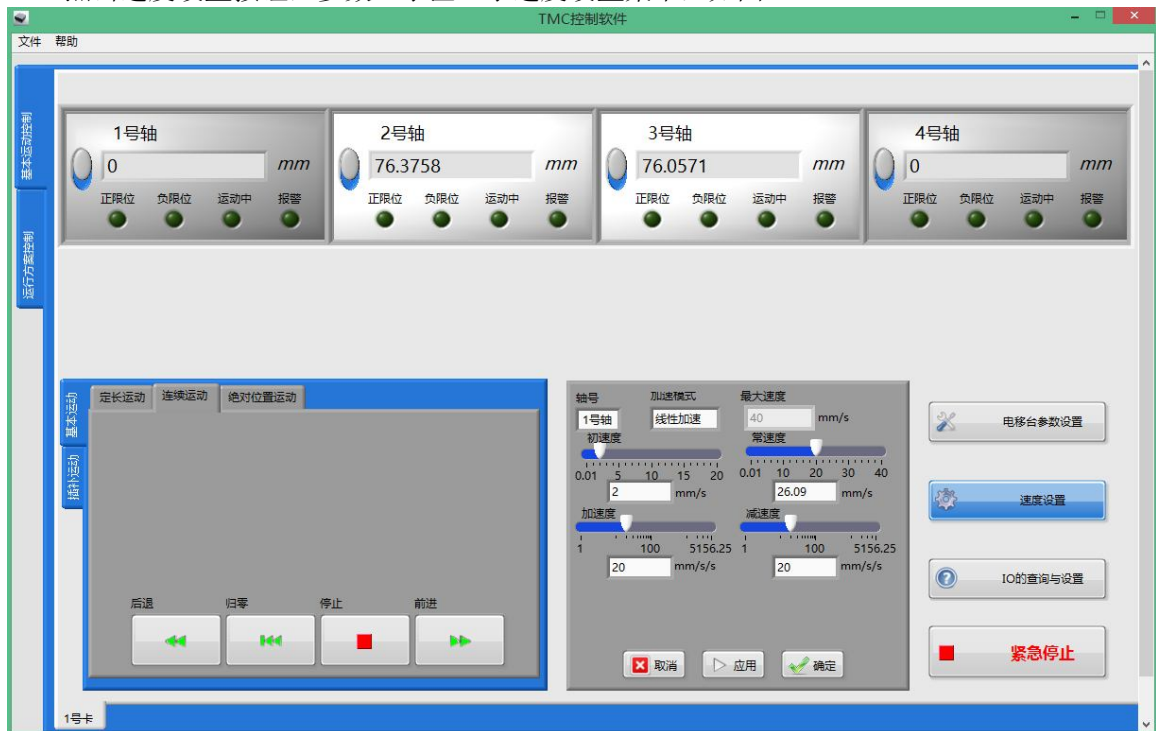 TMC控制软件
文件 帮助
基本运动控制
运行方案控制
1号轴
0 mm
正限位 负限位 运动中 报警
2号轴
76.3758 mm
正限位 负限位 运动中 报警
3号轴
76.0571 mm
正限位 负限位 运动中 报警
4号轴
0 mm
正限位 负限位 运动中 报警
基本运动
插补运动
定长运动 连续运动 绝对位置运动
后退 归零 停止 前进
轴号 加速模式 最大速度
1号轴 线性加速 40 mm/s
初速度 常速度
0.01 5 10 15 20 0.01 10 20 30 40
2 mm/s 26.09 mm/s
加速度 减速度
1 100 5156.25 1 100 5156.25
20 mm/s/s 20 mm/s/s
取消 应用 确定
电移台参数设置
速度设置
IO的查询与设置
紧急停止
1号卡